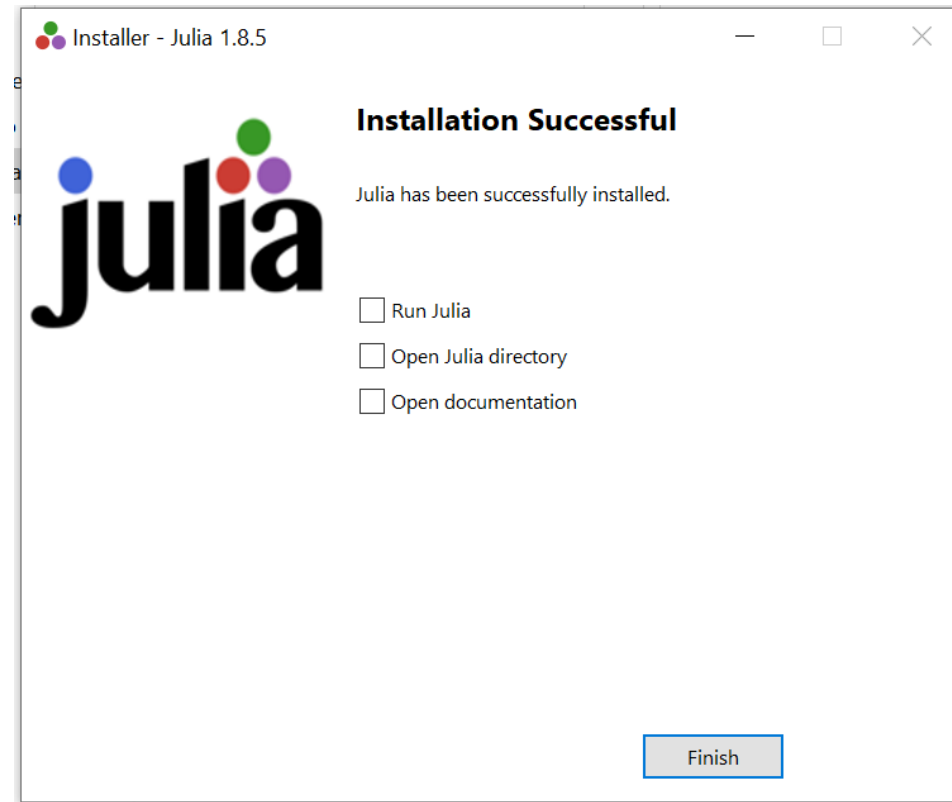 Installer - Julia 1.8.5
Installation Successful
julia
Julia has been successfully installed.
Run Julia
Open Julia directory
Open documentation
Finish